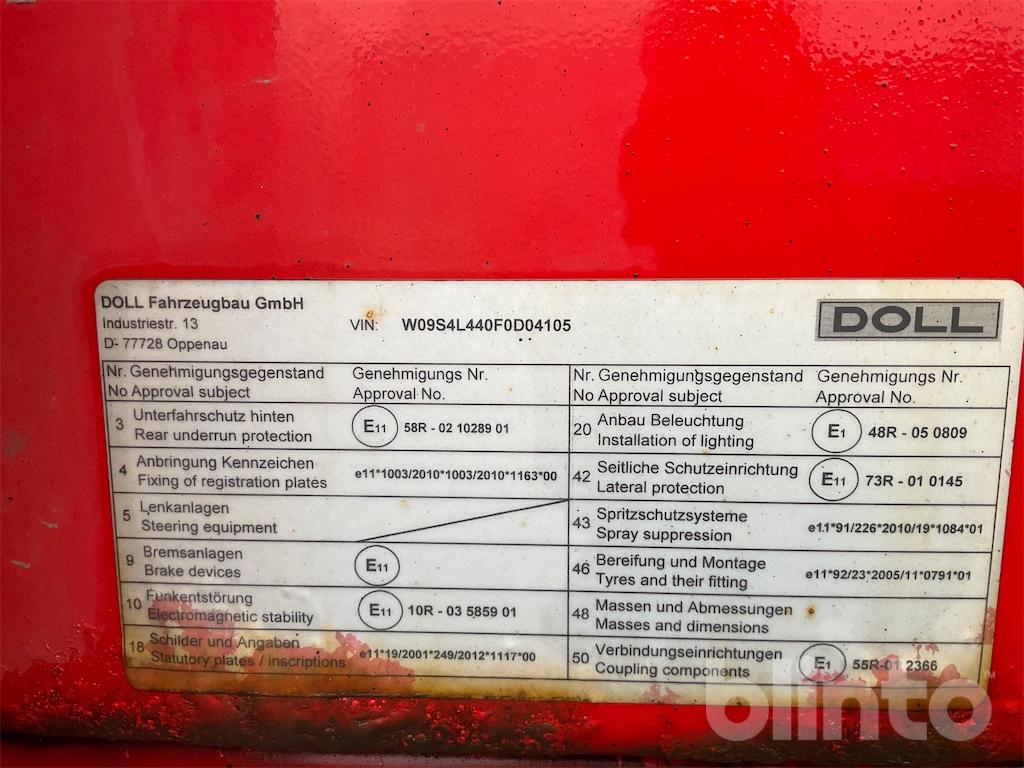 DOLL Fahrzeugbau GmbH
Industriestr. 13
D- 77728 Oppenau
VIN: W09S4L440F0D04105
DOLL
Nr. Genehmigungsgegenstand
No Approval subject
Genehmigungs Nr.
Approval No.
3 Unterfahrschutz hinten
Rear underrun protection
E11 58R - 02 10289 01
4 Anbringung Kennzeichen
Fixing of registration plates
e11*1003/2010*1003/2010*1163*00
5 Lenkanlagen
Steering equipment
9 Bremsanlagen
Brake devices
E11
10 Funkentstörung
Electromagnetic stability
E11 10R - 03 5859 01
18 Schilder und Angaben
Statutory plates / inscriptions
e11*19/2001*249/2012*1117*00
Nr. Genehmigungsgegenstand
No Approval subject
Genehmigungs Nr.
Approval No.
20 Anbau Beleuchtung
Installation of lighting
E1 48R - 05 0809
42 Seitliche Schutzeinrichtung
Lateral protection
E11 73R - 01 0145
43 Spritzschutzsysteme
Spray suppression
e11*91/226*2010/19*1084*01
46 Bereifung und Montage
Tyres and their fitting
e11*92/23*2005/11*0791*01
48 Massen und Abmessungen
Masses and dimensions
50 Verbindungseinrichtungen
Coupling components
E1 55R-01 2366
blinto™